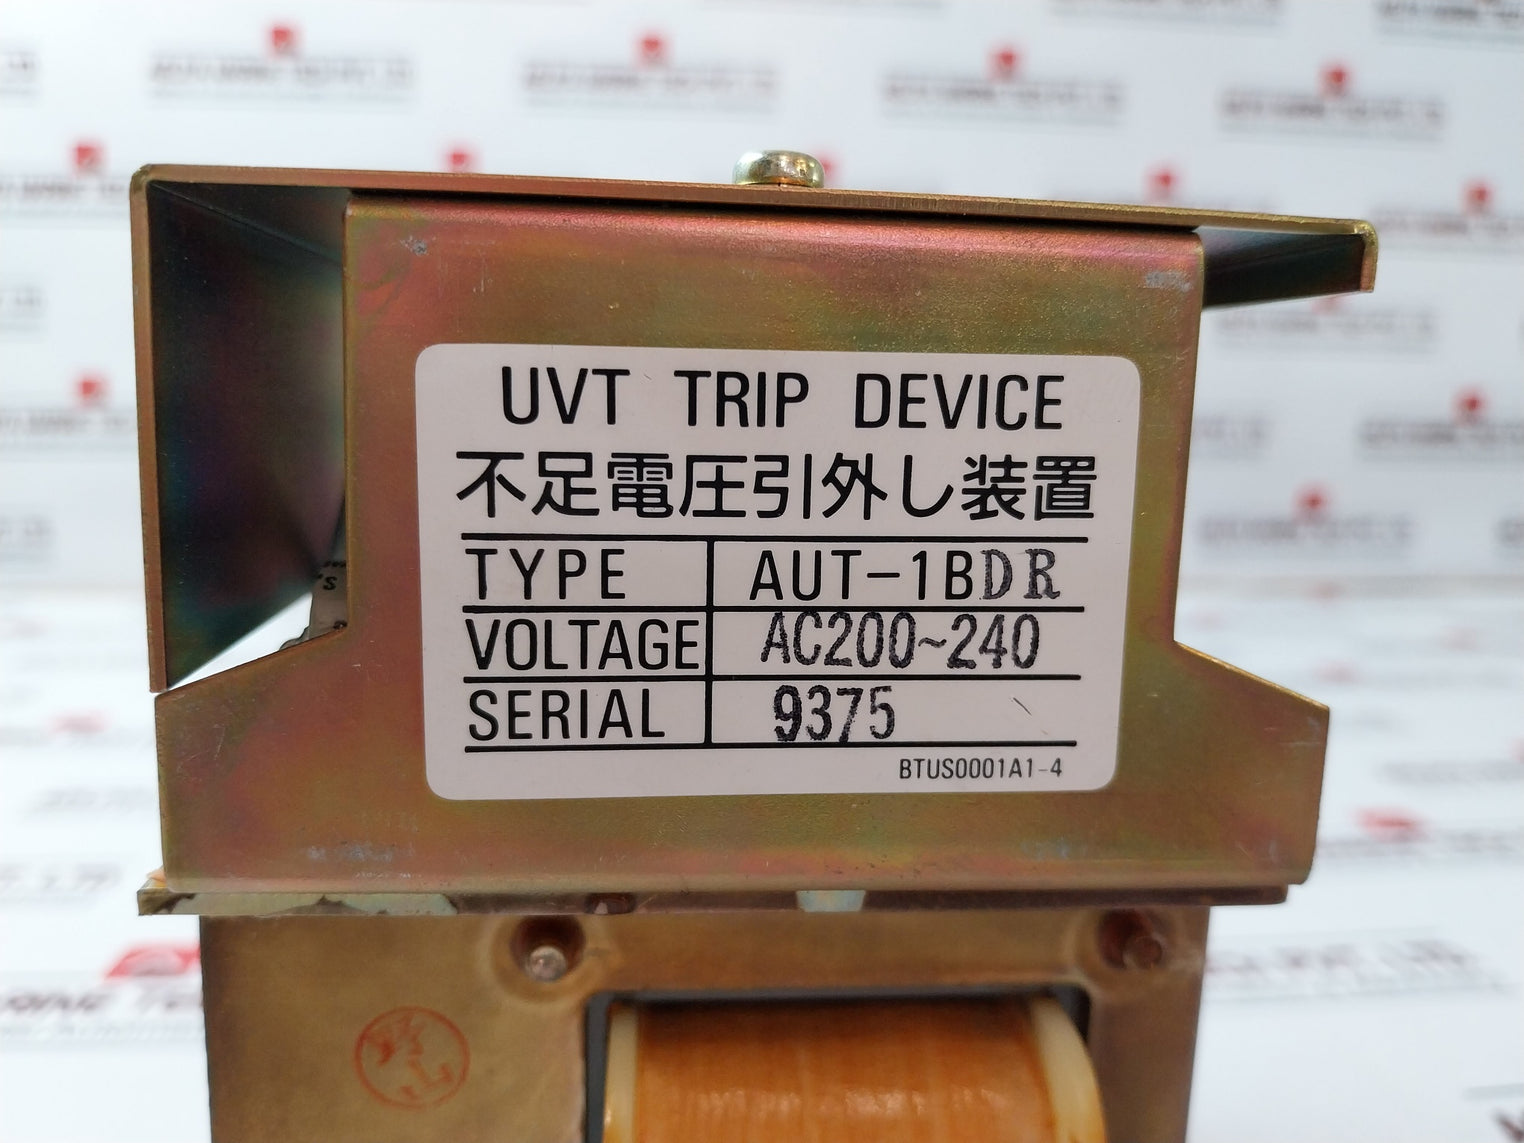 UVT TRIP DEVICE
不足電圧引外し装置
TYPE AUT-1BDR
VOLTAGE AC200~240
SERIAL 9375
BTUS0001A1-4